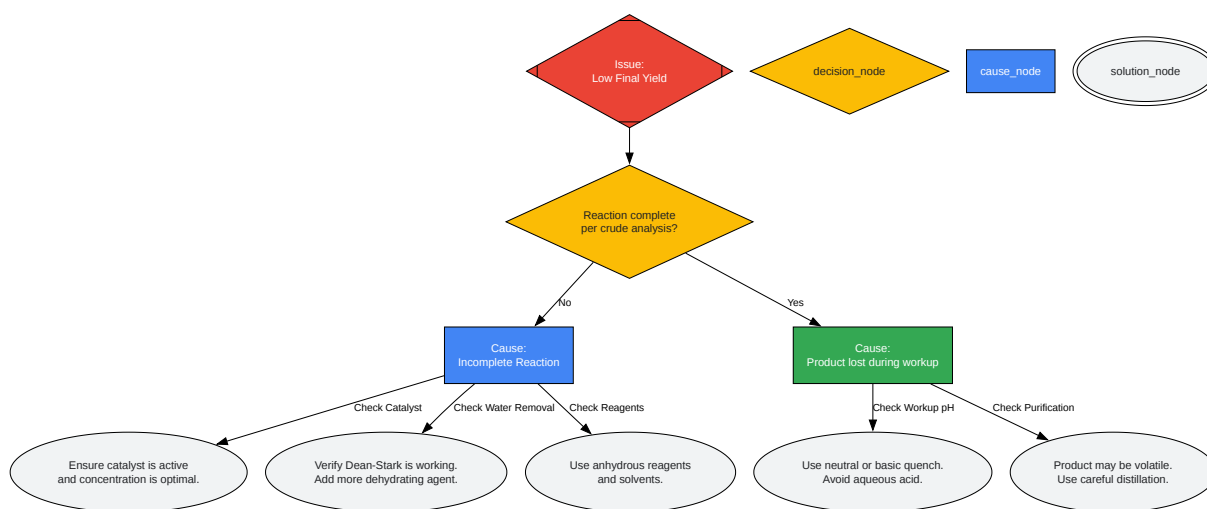 Issue:
Low Final Yield
decision_node
cause_node
solution_node
Reaction complete
per crude analysis?
No
Yes
Cause:
Incomplete Reaction
Cause:
Product lost during workup
Check Catalyst
Check Water Removal
Check Reagents
Check Workup pH
Check Purification
Ensure catalyst is active
and concentration is optimal.
Verify Dean-Stark is working.
Add more dehydrating agent.
Use anhydrous reagents
and solvents.
Use neutral or basic quench.
Avoid aqueous acid.
Product may be volatile.
Use careful distillation.